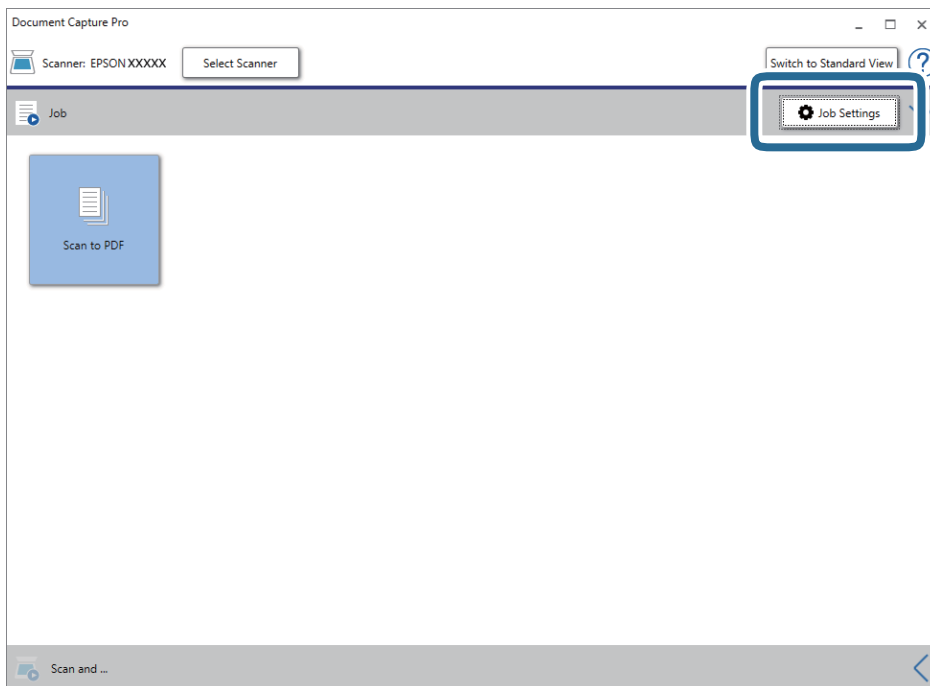 Document Capture Pro
Scanner: EPSON XXXXX
Select Scanner
Switch to Standard View
?
Job
Job Settings
Scan to PDF
Scan and ...